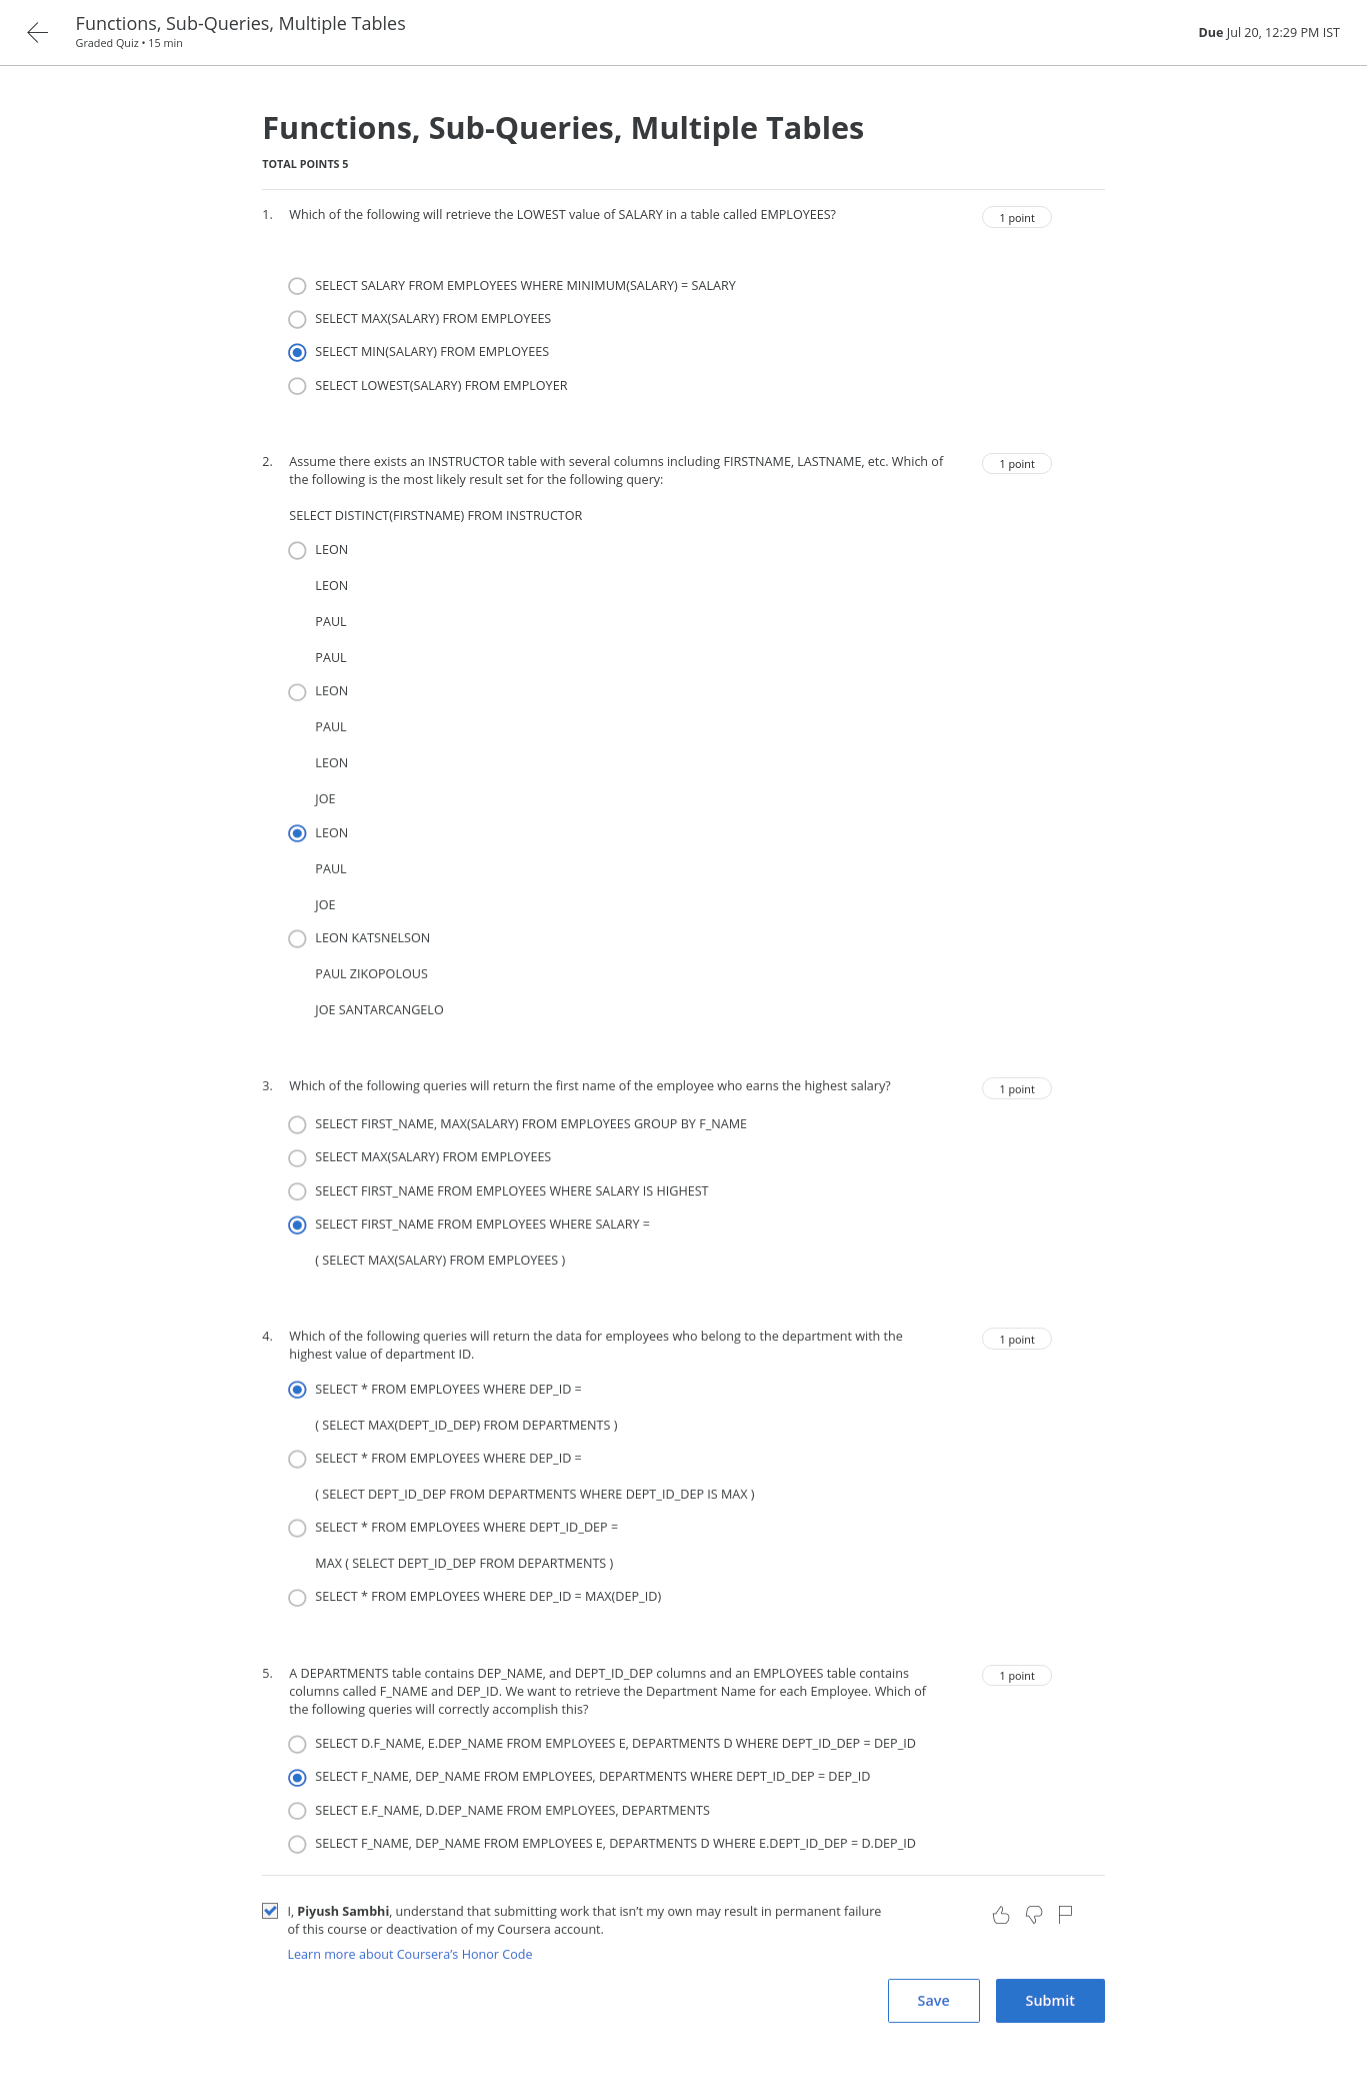 Functions, Sub-Queries, Multiple Tables
Graded Quiz • 15 min
Due Jul 20, 12:29 PM IST
Functions, Sub-Queries, Multiple Tables
TOTAL POINTS 5
1. Which of the following will retrieve the LOWEST value of SALARY in a table called EMPLOYEES?
1 point
SELECT SALARY FROM EMPLOYEES WHERE MINIMUM(SALARY) = SALARY
SELECT MAX(SALARY) FROM EMPLOYEES
SELECT MIN(SALARY) FROM EMPLOYEES
SELECT LOWEST(SALARY) FROM EMPLOYER
2. Assume there exists an INSTRUCTOR table with several columns including FIRSTNAME, LASTNAME, etc. Which of
the following is the most likely result set for the following query:
1 point
SELECT DISTINCT(FIRSTNAME) FROM INSTRUCTOR
LEON
LEON
PAUL
PAUL
LEON
PAUL
LEON
JOE
LEON
PAUL
JOE
LEON KATSNELSON
PAUL ZIKOPOLOUS
JOE SANTARCANGELO
3. Which of the following queries will return the first name of the employee who earns the highest salary?
1 point
SELECT FIRST_NAME, MAX(SALARY) FROM EMPLOYEES GROUP BY F_NAME
SELECT MAX(SALARY) FROM EMPLOYEES
SELECT FIRST_NAME FROM EMPLOYEES WHERE SALARY IS HIGHEST
SELECT FIRST_NAME FROM EMPLOYEES WHERE SALARY =
( SELECT MAX(SALARY) FROM EMPLOYEES )
4. Which of the following queries will return the data for employees who belong to the department with the
highest value of department ID.
1 point
SELECT * FROM EMPLOYEES WHERE DEP_ID =
( SELECT MAX(DEPT_ID_DEP) FROM DEPARTMENTS )
SELECT * FROM EMPLOYEES WHERE DEP_ID =
( SELECT DEPT_ID_DEP FROM DEPARTMENTS WHERE DEPT_ID_DEP IS MAX )
SELECT * FROM EMPLOYEES WHERE DEPT_ID_DEP =
MAX ( SELECT DEPT_ID_DEP FROM DEPARTMENTS )
SELECT * FROM EMPLOYEES WHERE DEP_ID = MAX(DEP_ID)
5. A DEPARTMENTS table contains DEP_NAME, and DEPT_ID_DEP columns and an EMPLOYEES table contains
columns called F_NAME and DEP_ID. We want to retrieve the Department Name for each Employee. Which of
the following queries will correctly accomplish this?
1 point
SELECT D.F_NAME, E.DEP_NAME FROM EMPLOYEES E, DEPARTMENTS D WHERE DEPT_ID_DEP = DEP_ID
SELECT F_NAME, DEP_NAME FROM EMPLOYEES, DEPARTMENTS WHERE DEPT_ID_DEP = DEP_ID
SELECT E.F_NAME, D.DEP_NAME FROM EMPLOYEES, DEPARTMENTS
SELECT F_NAME, DEP_NAME FROM EMPLOYEES E, DEPARTMENTS D WHERE E.DEPT_ID_DEP = D.DEP_ID
I, Piyush Sambhi, understand that submitting work that isn’t my own may result in permanent failure
of this course or deactivation of my Coursera account.
Learn more about Coursera’s Honor Code
Save
Submit